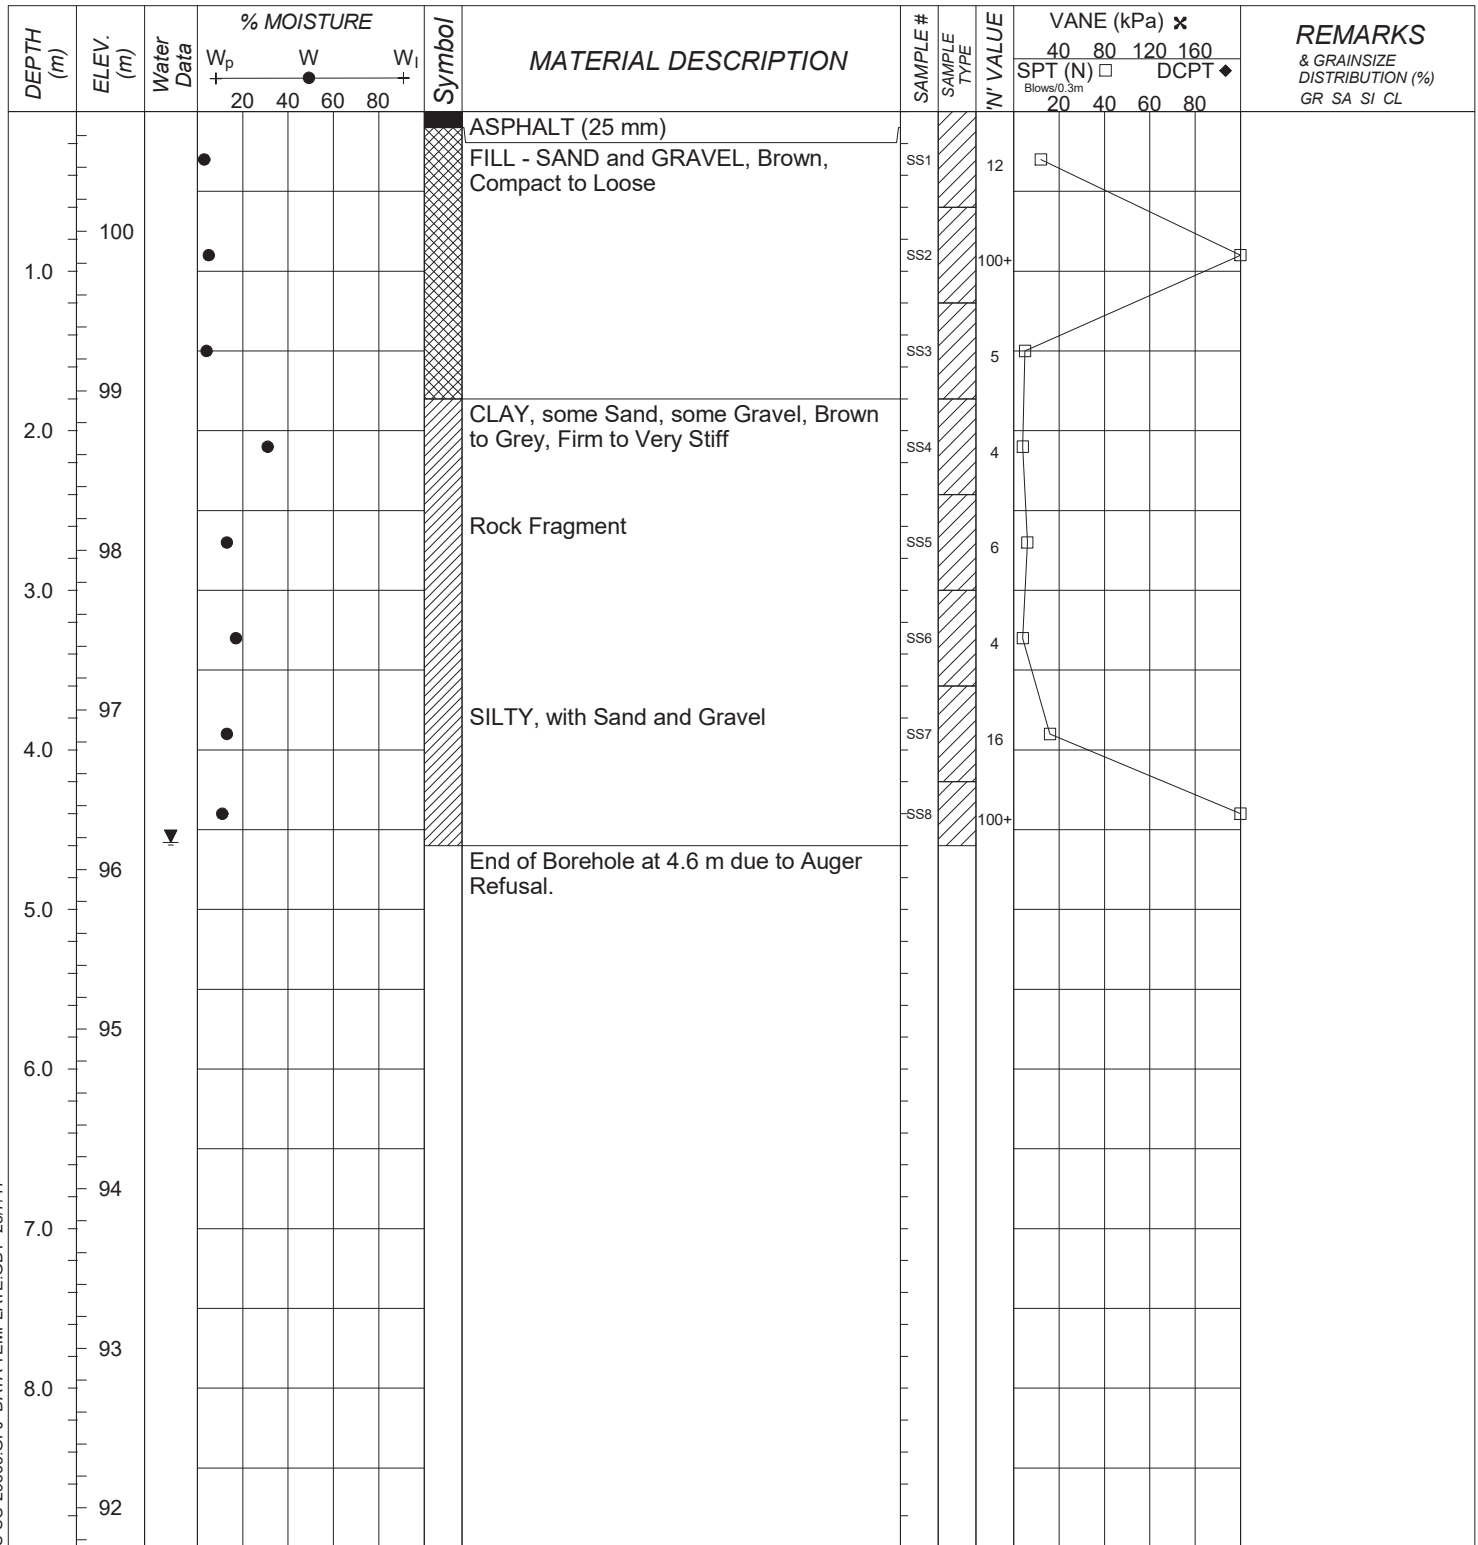 DEPTH (m)
ELEV. (m)
Water Data
% MOISTURE
Wp W Wl
20 40 60 80
Symbol
MATERIAL DESCRIPTION
SAMPLE #
SAMPLE TYPE
'N' VALUE
VANE (kPa)
40 80 120 160
SPT (N) DCPT
Blows/0.3m
20 40 60 80
REMARKS
& GRAINSIZE
DISTRIBUTION (%)
GR SA SI CL
ASPHALT (25 mm)
FILL - SAND and GRAVEL, Brown,
SS1 12
Compact to Loose
100
SS2 100+
1.0
SS3 5
99
CLAY, some Sand, some Gravel, Brown
2.0
to Grey, Firm to Very Stiff
SS4 4
Rock Fragment
98
SS5 6
3.0
SS6 4
97
SILTY, with Sand and Gravel
SS7 16
4.0
SS8 100+
96
End of Borehole at 4.6 m due to Auger
Refusal.
5.0
95
6.0
94
7.0
93
8.0
92